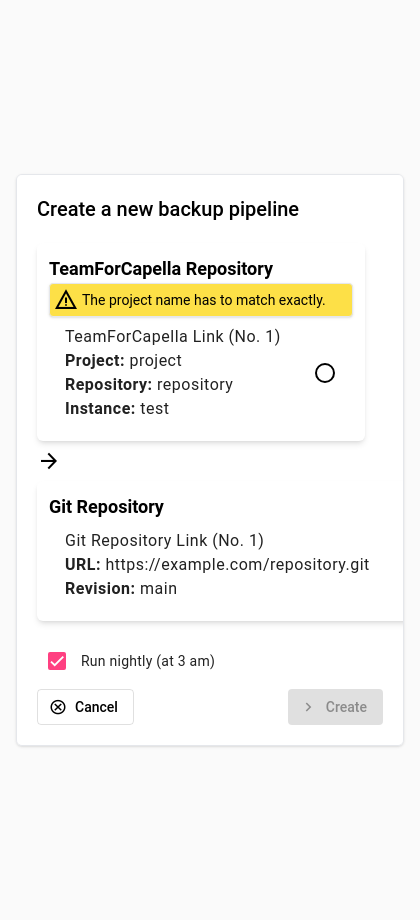 Create a new backup pipeline
TeamForCapella Repository
The project name has to match exactly.
TeamForCapella Link (No. 1)
Project: project
Repository: repository
Instance: test
Git Repository
Git Repository Link (No. 1)
URL: https://example.com/repository.git
Revision: main
Run nightly (at 3 am)
Cancel
Create